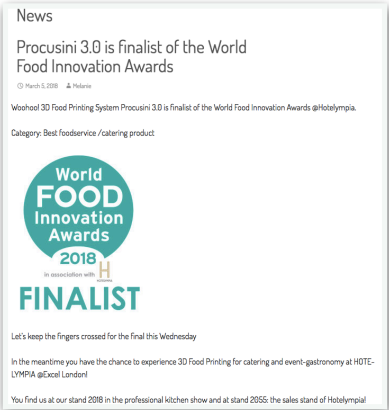 News
Procusini 3.0 is finalist of the World
Food Innovation Awards
March 5, 2018 Melanie
Woohoo! 3D Food Printing System Procusini 3.0 is finalist of the World Food Innovation Awards @Hotelympia.
Category: Best foodservice /catering product
World
FOOD
Innovation
Awards
2018
in association with H
HOTELYMPIA
FINALIST
Let's keep the fingers crossed for the final this Wednesday
In the meantime you have the chance to experience 3D Food Printing for catering and event-gastronomy at HOTE-
LYMPIA @Excel London!
You find us at our stand 2018 in the professional kitchen show and at stand 2055: the sales stand of Hotelympia!